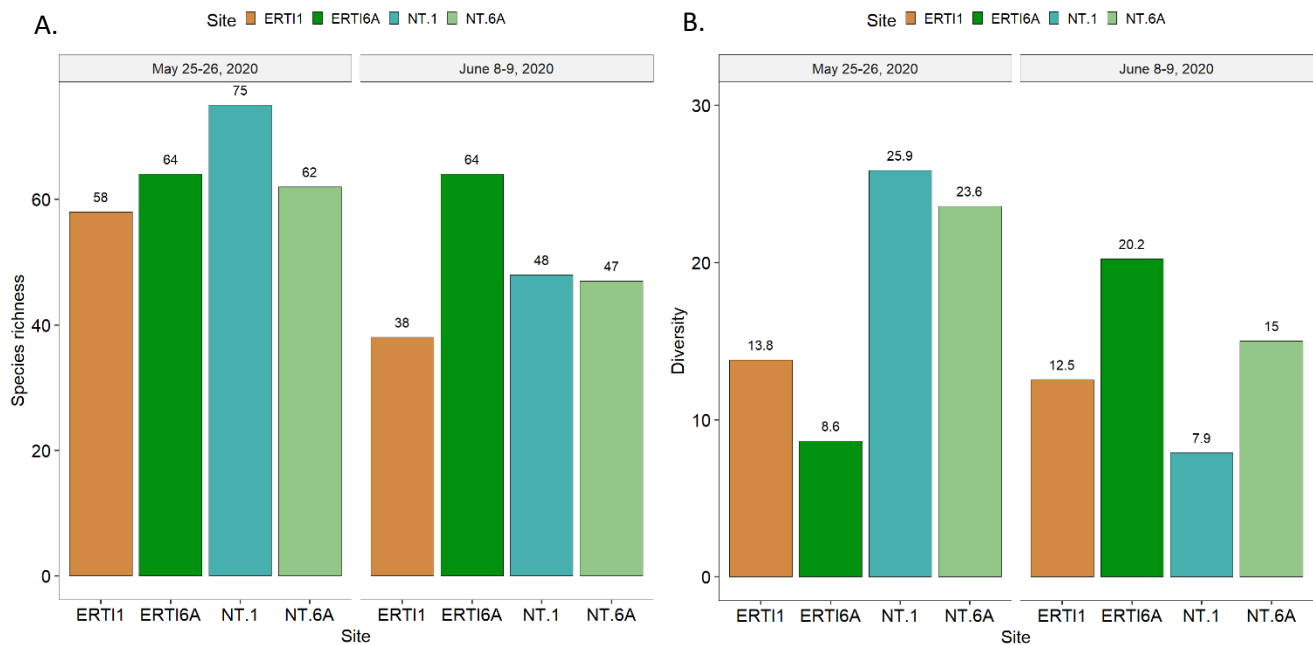 A.
Site ERTI1 ERTI6A NT.1 NT.6A
May 25-26, 2020 June 8-9, 2020
Species richness
60
40
20
0
58 64 75 62
38 64 48 47
ERTI1 ERTI6A NT.1 NT.6A ERTI1 ERTI6A NT.1 NT.6A
Site
B.
Site ERTI1 ERTI6A NT.1 NT.6A
May 25-26, 2020 June 8-9, 2020
Diversity
30
20
10
0
13.8 8.6 25.9 23.6
12.5 20.2 7.9 15
ERTI1 ERTI6A NT.1 NT.6A ERTI1 ERTI6A NT.1 NT.6A
Site